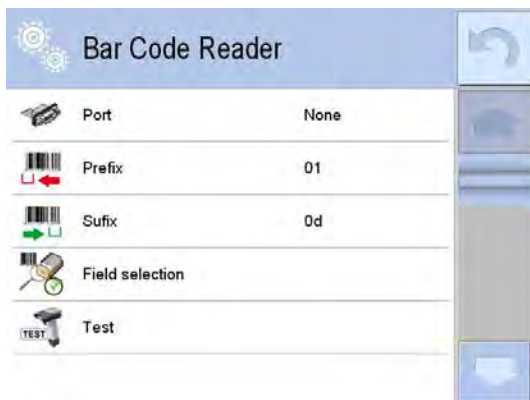 Bar Code Reader
Port None
Prefix 01
Sufix 0d
Field selection
TEST Test